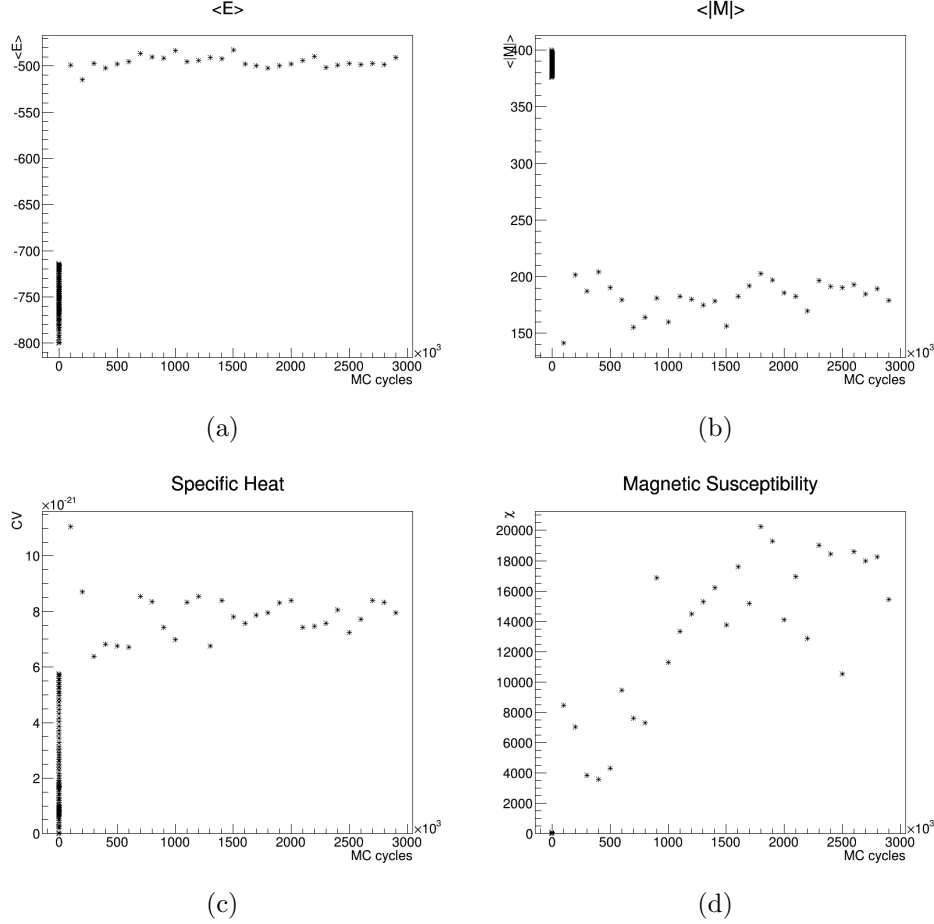 <E>
<E>
-500
-550
-600
-650
-700
-750
-800
0 500 1000 1500 2000 2500 3000
×10³
MC cycles
(a)
<|M|>
<|M|>
400
350
300
250
200
150
0 500 1000 1500 2000 2500 3000
×10³
MC cycles
(b)
Specific Heat
×10⁻²¹
CV
10
8
6
4
2
0
0 500 1000 1500 2000 2500 3000
×10³
MC cycles
(c)
Magnetic Susceptibility
χ
20000
18000
16000
14000
12000
10000
8000
6000
4000
2000
0
0 500 1000 1500 2000 2500 3000
×10³
MC cycles
(d)